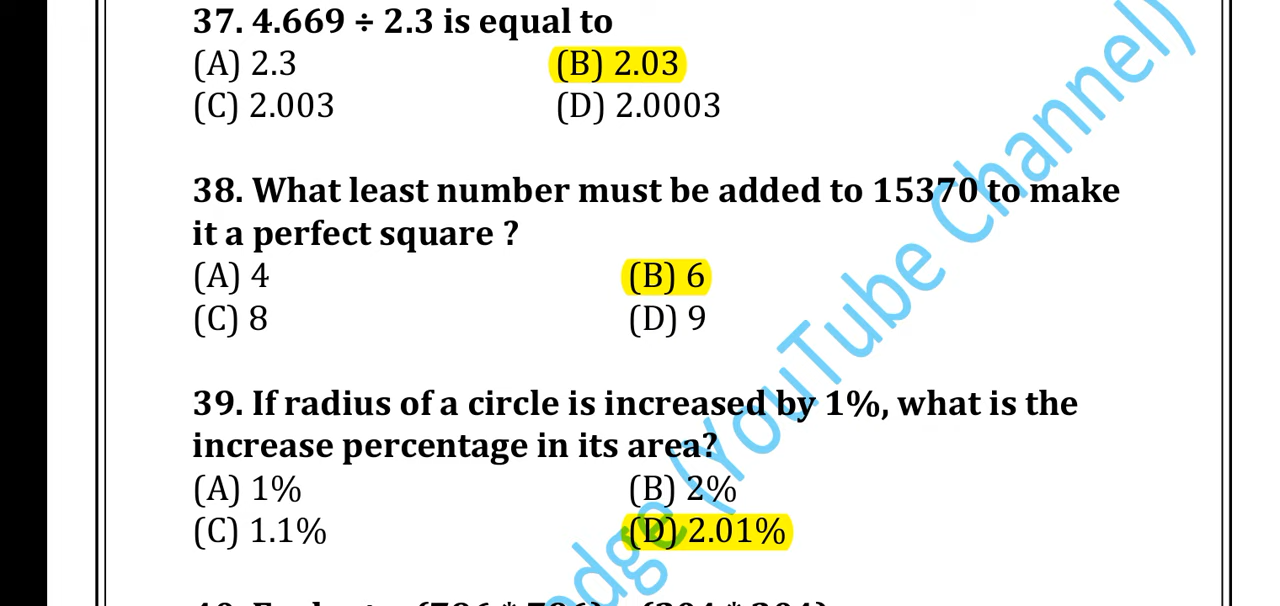 37. 4.669 ÷ 2.3 is equal to
(A) 2.3 (B) 2.03
(C) 2.003 (D) 2.0003
38. What least number must be added to 15370 to make
it a perfect square ?
(A) 4 (B) 6
(C) 8 (D) 9
39. If radius of a circle is increased by 1%, what is the
increase percentage in its area?
(A) 1% (B) 2%
(C) 1.1% (D) 2.01%
(YouTube Channel)